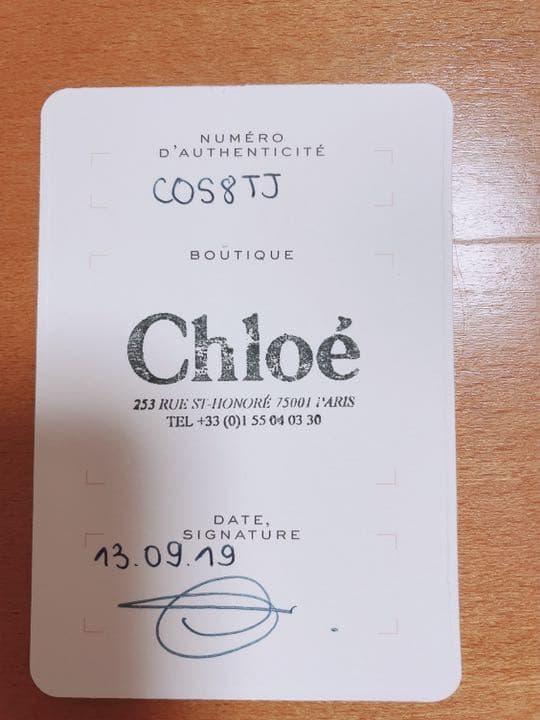 NUMÉRO
D'AUTHENTICITÉ
COS8TJ
BOUTIQUE
Chloé
253 RUE ST-HONORÉ 75001 PARIS
TEL +33 (0)1 55 04 03 30
DATE,
SIGNATURE
13.09.19